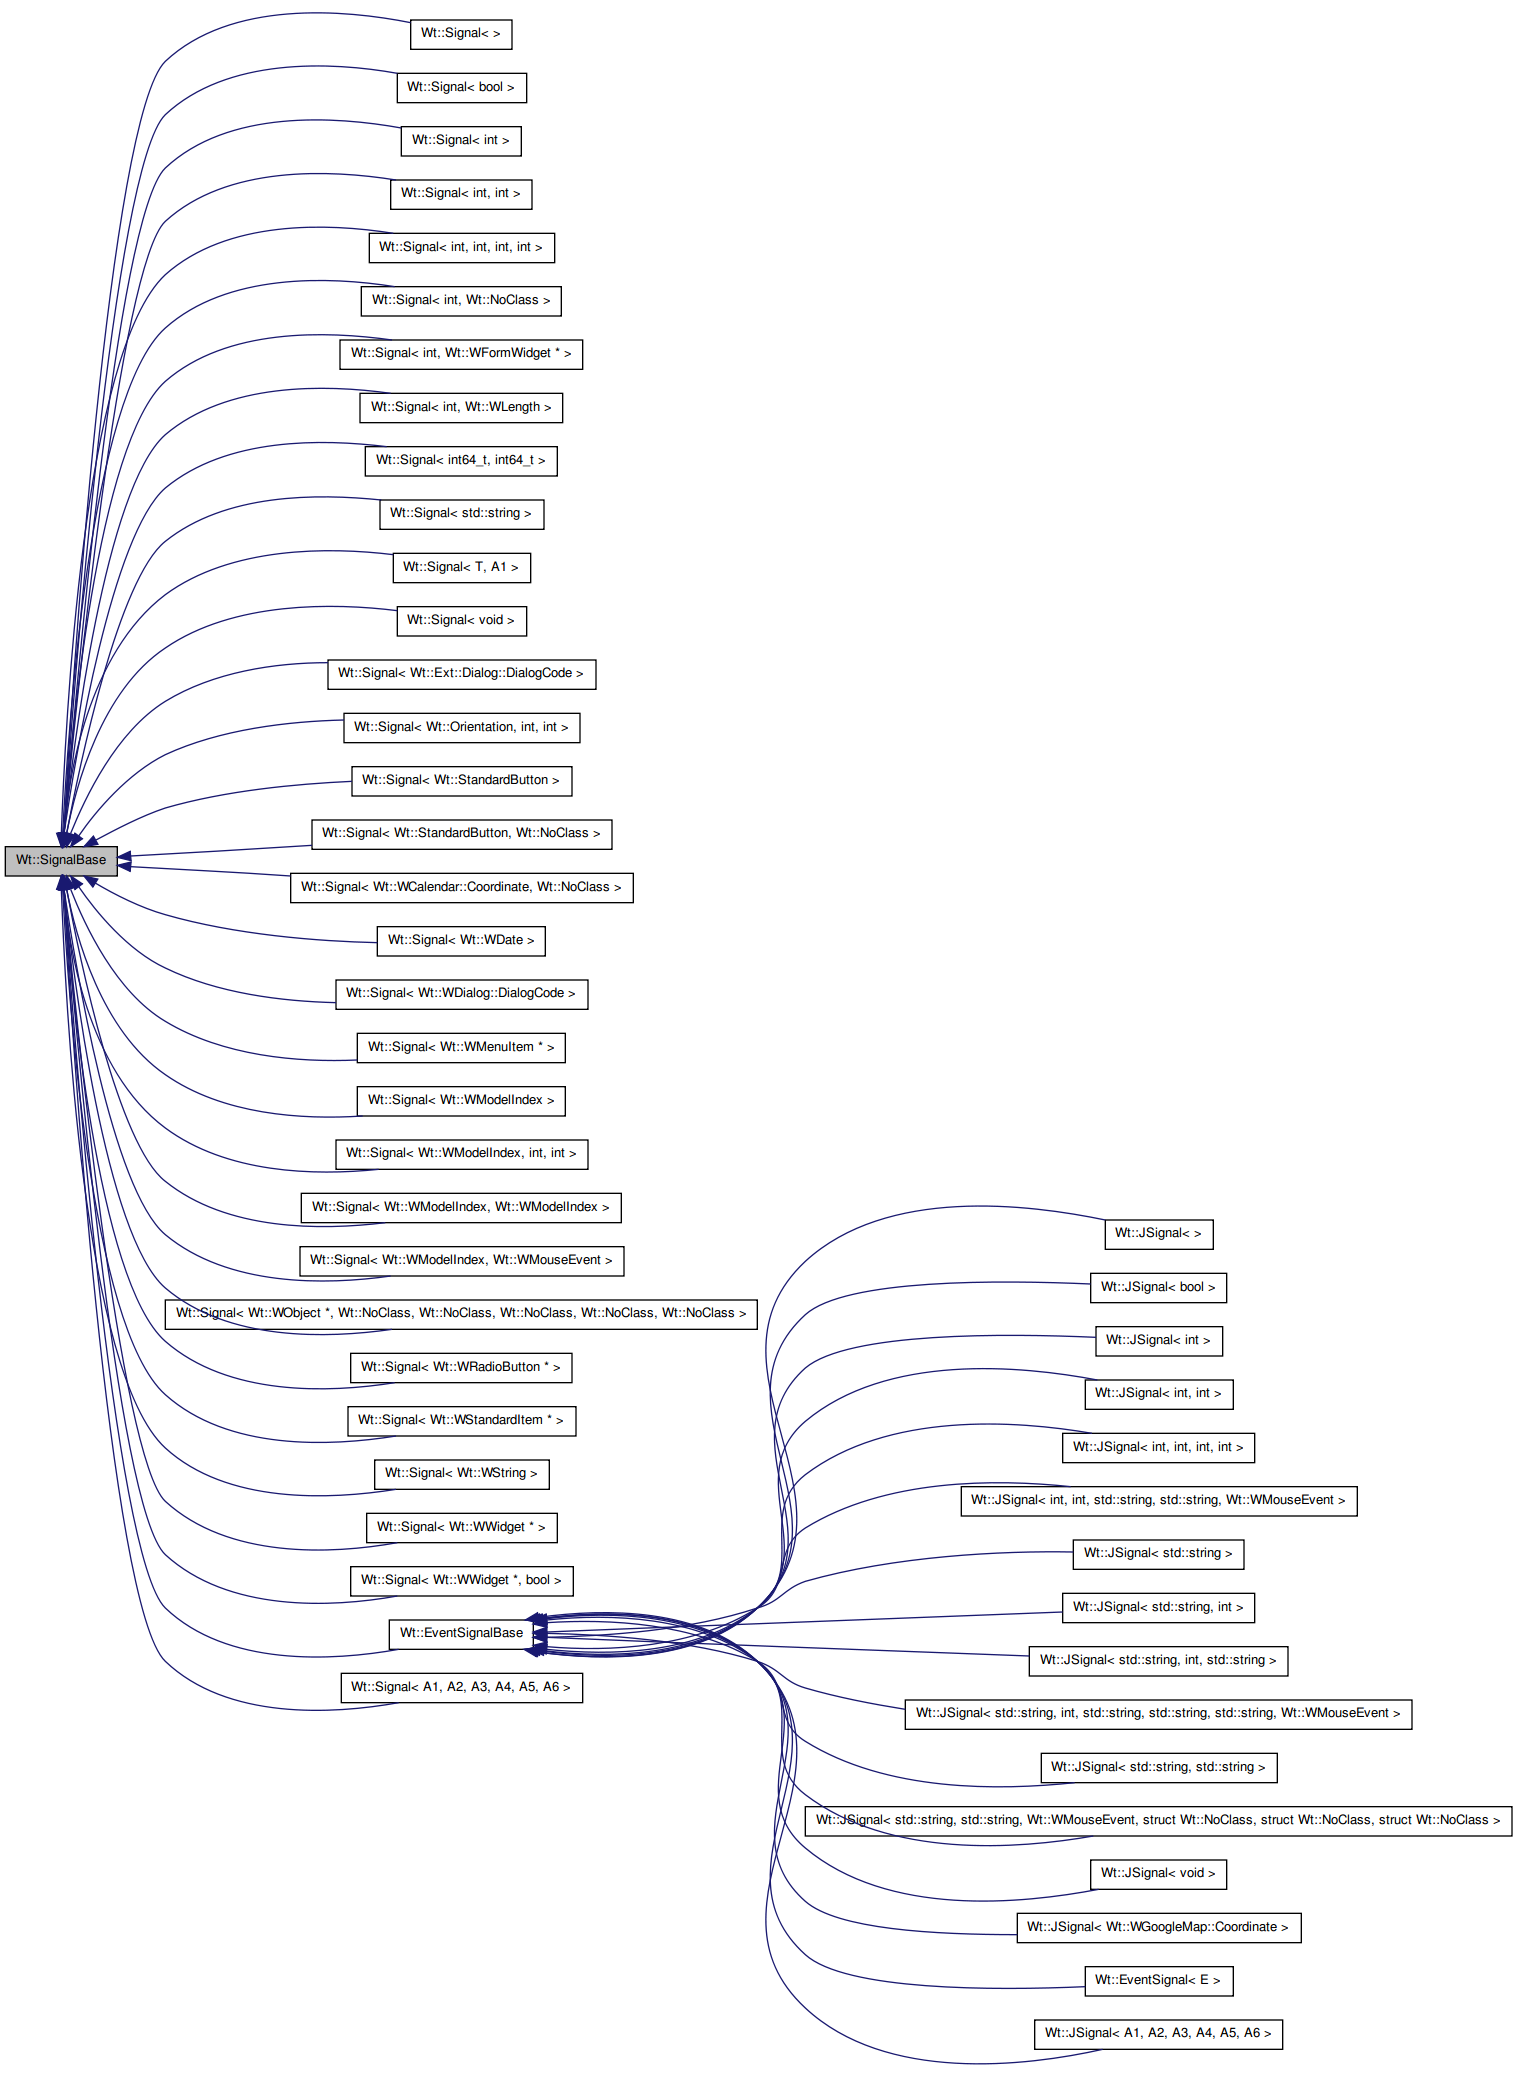 Wt::SignalBase
Wt::Signal< >
Wt::Signal< bool >
Wt::Signal< int >
Wt::Signal< int, int >
Wt::Signal< int, int, int, int >
Wt::Signal< int, Wt::NoClass >
Wt::Signal< int, Wt::WFormWidget * >
Wt::Signal< int, Wt::WLength >
Wt::Signal< int64_t, int64_t >
Wt::Signal< std::string >
Wt::Signal< T, A1 >
Wt::Signal< void >
Wt::Signal< Wt::Ext::Dialog::DialogCode >
Wt::Signal< Wt::Orientation, int, int >
Wt::Signal< Wt::StandardButton >
Wt::Signal< Wt::StandardButton, Wt::NoClass >
Wt::Signal< Wt::WCalendar::Coordinate, Wt::NoClass >
Wt::Signal< Wt::WDate >
Wt::Signal< Wt::WDialog::DialogCode >
Wt::Signal< Wt::WMenuItem * >
Wt::Signal< Wt::WModelIndex >
Wt::Signal< Wt::WModelIndex, int, int >
Wt::Signal< Wt::WModelIndex, Wt::WModelIndex >
Wt::Signal< Wt::WModelIndex, Wt::WMouseEvent >
Wt::Signal< Wt::WObject *, Wt::NoClass, Wt::NoClass, Wt::NoClass, Wt::NoClass, Wt::NoClass >
Wt::Signal< Wt::WRadioButton * >
Wt::Signal< Wt::WStandardItem * >
Wt::Signal< Wt::WString >
Wt::Signal< Wt::WWidget * >
Wt::Signal< Wt::WWidget *, bool >
Wt::EventSignalBase
Wt::Signal< A1, A2, A3, A4, A5, A6 >
Wt::JSignal< >
Wt::JSignal< bool >
Wt::JSignal< int >
Wt::JSignal< int, int >
Wt::JSignal< int, int, int, int >
Wt::JSignal< int, int, std::string, std::string, Wt::WMouseEvent >
Wt::JSignal< std::string >
Wt::JSignal< std::string, int >
Wt::JSignal< std::string, int, std::string >
Wt::JSignal< std::string, int, std::string, std::string, std::string, Wt::WMouseEvent >
Wt::JSignal< std::string, std::string >
Wt::JSignal< std::string, std::string, Wt::WMouseEvent, struct Wt::NoClass, struct Wt::NoClass, struct Wt::NoClass >
Wt::JSignal< void >
Wt::JSignal< Wt::WGoogleMap::Coordinate >
Wt::EventSignal< E >
Wt::JSignal< A1, A2, A3, A4, A5, A6 >